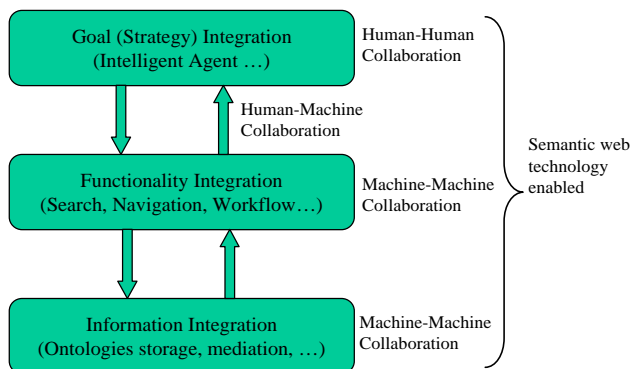 Goal (Strategy) Integration
(Intelligent Agent …)
Human-Human
Collaboration
Human-Machine
Collaboration
Semantic web
technology
enabled
Functionality Integration
(Search, Navigation, Workflow…)
Machine-Machine
Collaboration
Information Integration
(Ontologies storage, mediation, …)
Machine-Machine
Collaboration